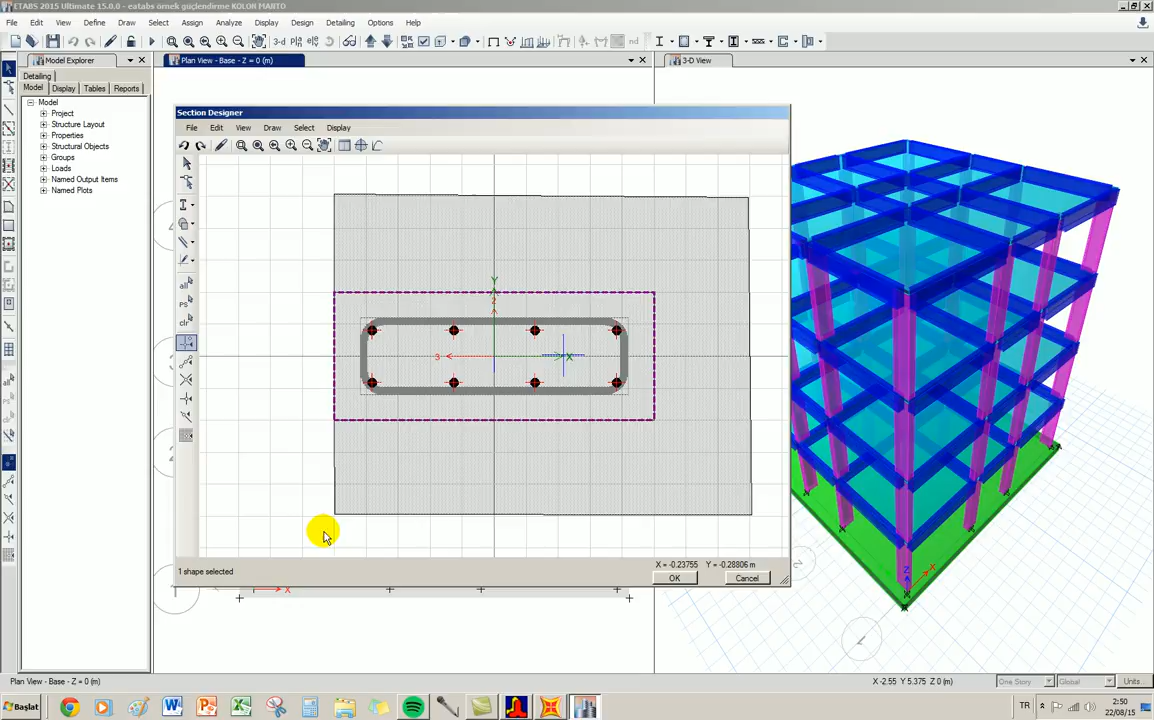 ETABS 2015 Ultimate 15.0.0 - eatabs örnek güçlendirme KOLON MANTO
File Edit View Define Draw Select Assign Analyze Display Design Detailing Options Help
Model Explorer
Plan View - Base - Z = 0 (m)
3-D View
Detailing
Model Display Tables Reports
Model
Project
Structure Layout
Properties
Structural Objects
Groups
Loads
Named Output Items
Named Plots
Section Designer
File Edit View Draw Select Display
Y
2
3
X
1 shape selected
X = -0.23755 Y = -0.28806 m
OK Cancel
X
Z
X
Plan View - Base - Z = 0 (m)
X -2.55 Y 5.375 Z 0 (m)
One Story
Global
Units...
Başlat
TR
2:50
22/08/15